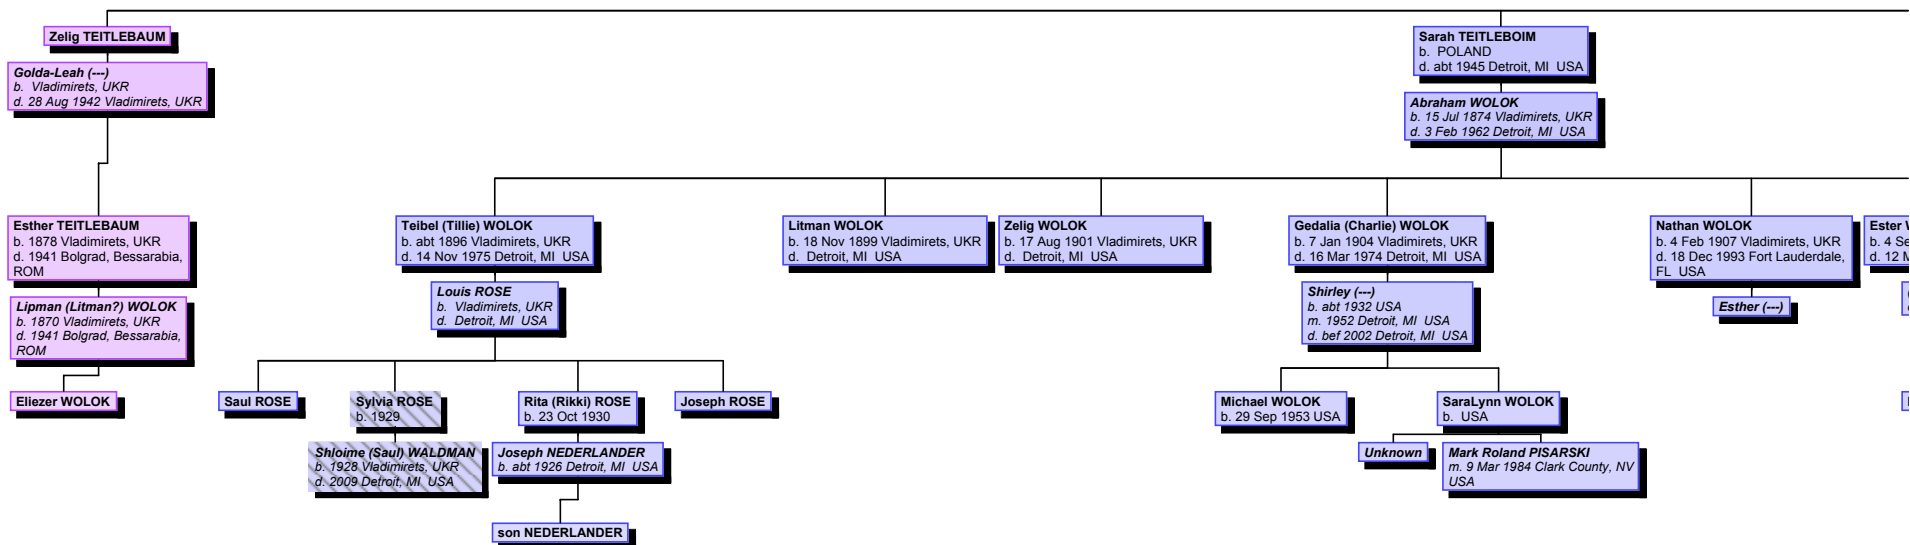 Zelig TEITLEBAUM
Golda-Leah (---)
b.  Vladimirets, UKR
d. 28 Aug 1942 Vladimirets, UKR
Sarah TEITLEBOIM
b.  POLAND
d. abt 1945 Detroit, MI  USA
Abraham WOLOK
b. 15 Jul 1874 Vladimirets, UKR
d. 3 Feb 1962 Detroit, MI  USA
Esther TEITLEBAUM
b. 1878 Vladimirets, UKR
d. 1941 Bolgrad, Bessarabia,
ROM
Lipman (Litman?) WOLOK
b. 1870 Vladimirets, UKR
d. 1941 Bolgrad, Bessarabia,
ROM
Eliezer WOLOK
Teibel (Tillie) WOLOK
b. abt 1896 Vladimirets, UKR
d. 14 Nov 1975 Detroit, MI  USA
Louis ROSE
b.  Vladimirets, UKR
d.  Detroit, MI  USA
Saul ROSE
Sylvia ROSE
b. 1929
Shloime (Saul) WALDMAN
b. 1928 Vladimirets, UKR
d. 2009 Detroit, MI  USA
Rita (Rikki) ROSE
b. 23 Oct 1930
Joseph NEDERLANDER
b. abt 1926 Detroit, MI  USA
son NEDERLANDER
Joseph ROSE
Litman WOLOK
b. 18 Nov 1899 Vladimirets, UKR
d.  Detroit, MI  USA
Zelig WOLOK
b. 17 Aug 1901 Vladimirets, UKR
d.  Detroit, MI  USA
Gedalia (Charlie) WOLOK
b. 7 Jan 1904 Vladimirets, UKR
d. 16 Mar 1974 Detroit, MI  USA
Shirley (---)
b. abt 1932 USA
m. 1952 Detroit, MI  USA
d. bef 2002 Detroit, MI  USA
Michael WOLOK
b. 29 Sep 1953 USA
SaraLynn WOLOK
b.  USA
Unknown
Mark Roland PISARSKI
m. 9 Mar 1984 Clark County, NV
USA
Nathan WOLOK
b. 4 Feb 1907 Vladimirets, UKR
d. 18 Dec 1993 Fort Lauderdale,
FL  USA
Esther (---)
Ester
b. 4 Se
d. 12 M